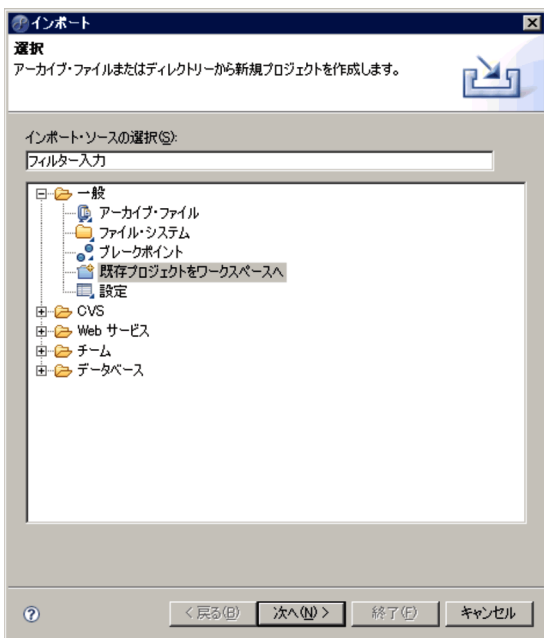 インポート
選択
アーカイブ・ファイルまたはディレクトリーから新規プロジェクトを作成します。
インポート・ソースの選択(S):
フィルター入力
一般
アーカイブ・ファイル
ファイル・システム
ブレークポイント
既存プロジェクトをワークスペースへ
設定
CVS
Web サービス
チーム
データベース
?
< 戻る(B) 次へ(N) > 終了(F) キャンセル